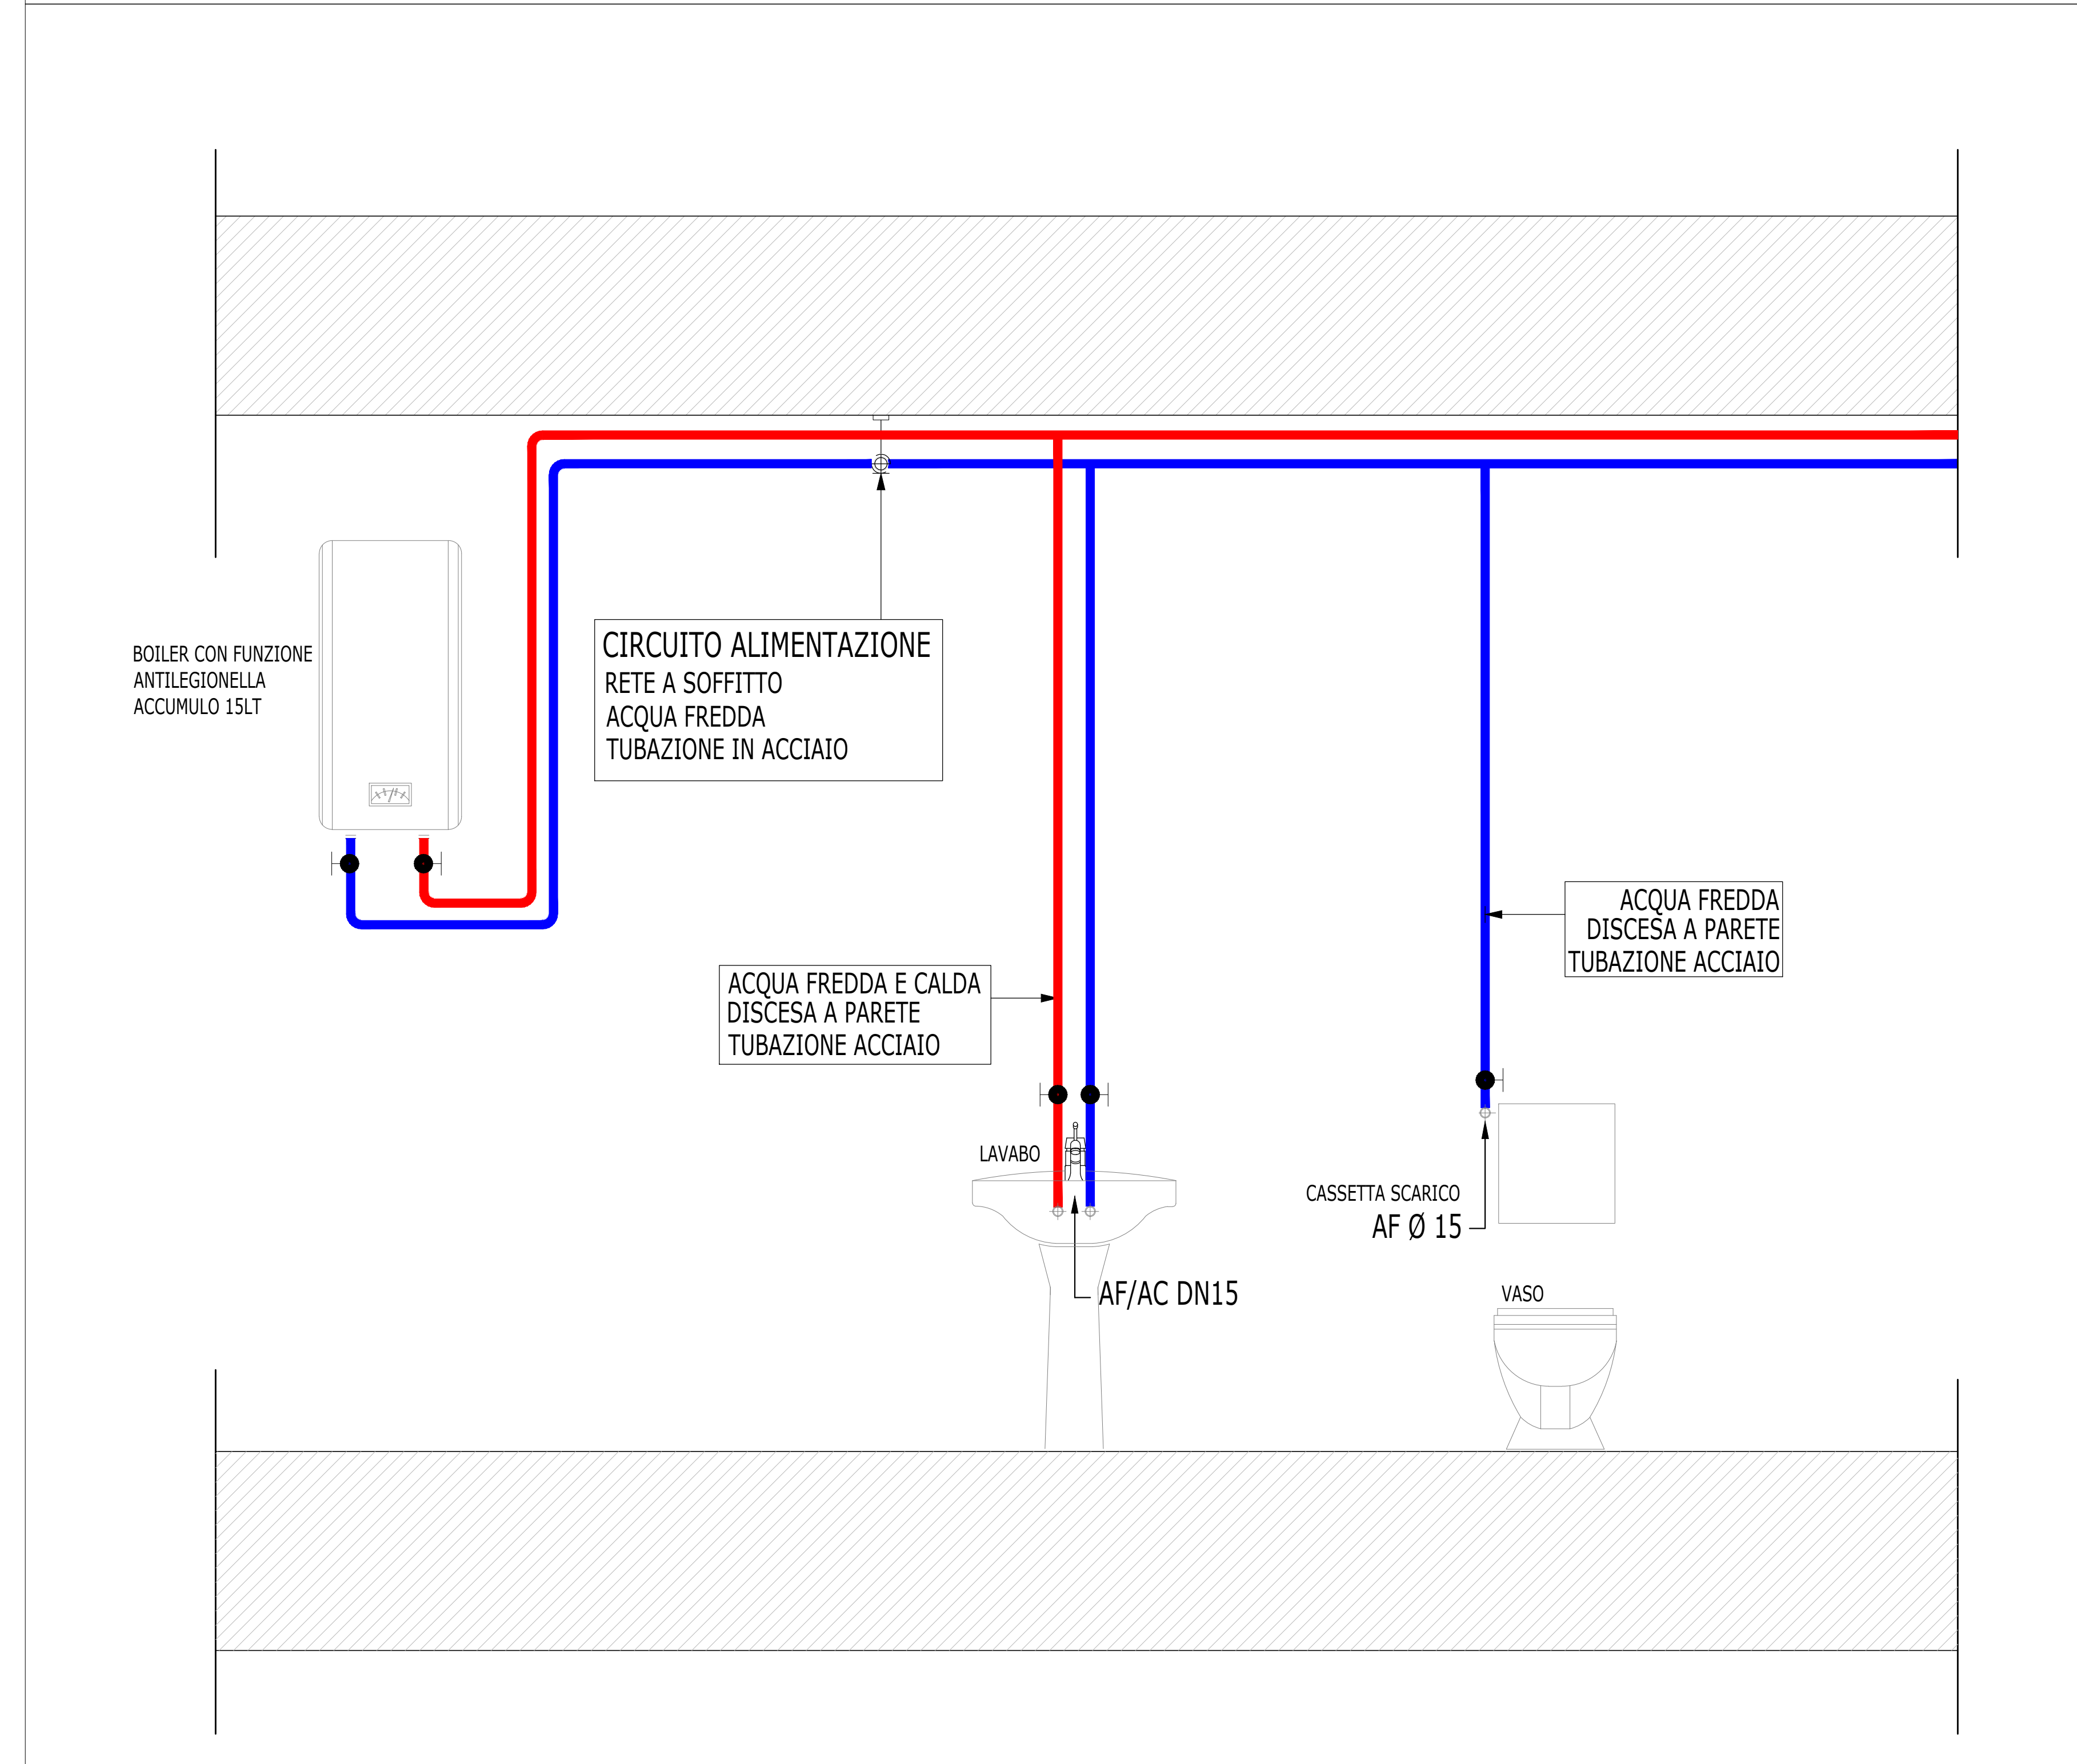 BOILER CON FUNZIONE
ANTILEGIONELLA
ACCUMULO 15LT
CIRCUITO ALIMENTAZIONE
RETE A SOFFITTO
ACQUA FREDDA
TUBAZIONE IN ACCIAIO
ACQUA FREDDA
DISCESA A PARETE
TUBAZIONE ACCIAIO
ACQUA FREDDA E CALDA
DISCESA A PARETE
TUBAZIONE ACCIAIO
LAVABO
CASSETTA SCARICO
AF Ø 15
AF/AC DN15
VASO